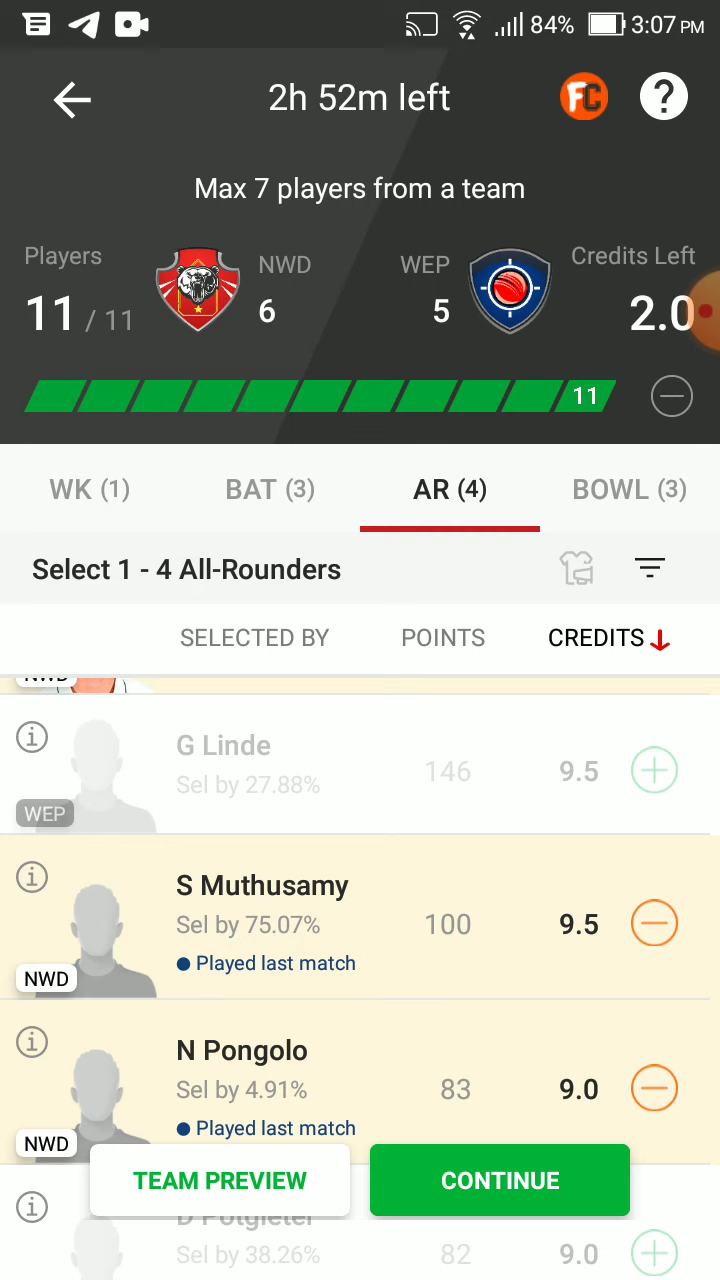 84% 3:07 PM
2h 52m left
FC
?
Max 7 players from a team
Players
NWD
WEP
Credits Left
11 / 11
6
5
2.0
11
WK (1)
BAT (3)
AR (4)
BOWL (3)
Select 1 - 4 All-Rounders
SELECTED BY
POINTS
CREDITS
NWD
G Linde
Sel by 27.88%
146
9.5
WEP
S Muthusamy
Sel by 75.07%
100
9.5
Played last match
NWD
N Pongolo
Sel by 4.91%
83
9.0
Played last match
NWD
TEAM PREVIEW
CONTINUE
D Potgieter
Sel by 38.26%
82
9.0